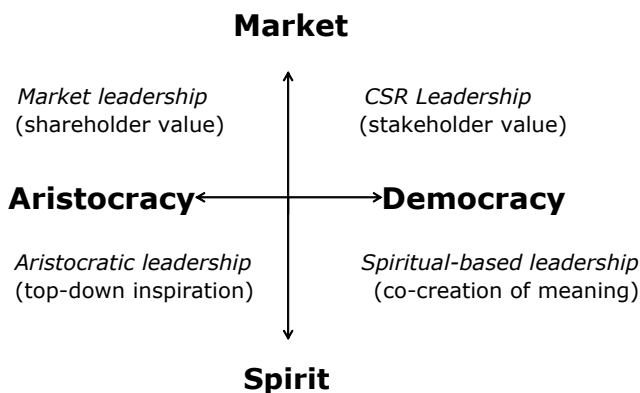 Market
Market leadership
(shareholder value)
CSR Leadership
(stakeholder value)
Aristocracy
Democracy
Aristocratic leadership
(top-down inspiration)
Spiritual-based leadership
(co-creation of meaning)
Spirit